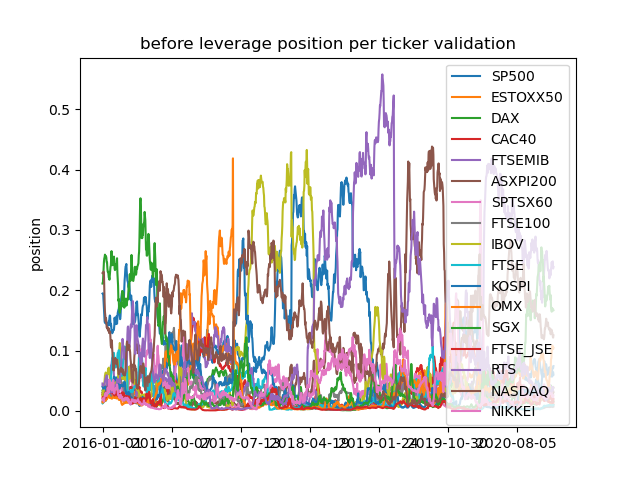 before leverage position per ticker validation
0.5
0.4
0.3
0.2
0.1
0.0
position
SP500
ESTOXX50
DAX
CAC40
FTSEMIB
ASXPI200
SPTSX60
FTSE100
IBOV
FTSE
KOSPI
OMX
SGX
FTSE_JSE
RTS
NASDAQ
NIKKEI
2016-01-01 2016-10-07 2017-07-13 2018-04-19 2019-01-24 2019-10-30 2020-08-05